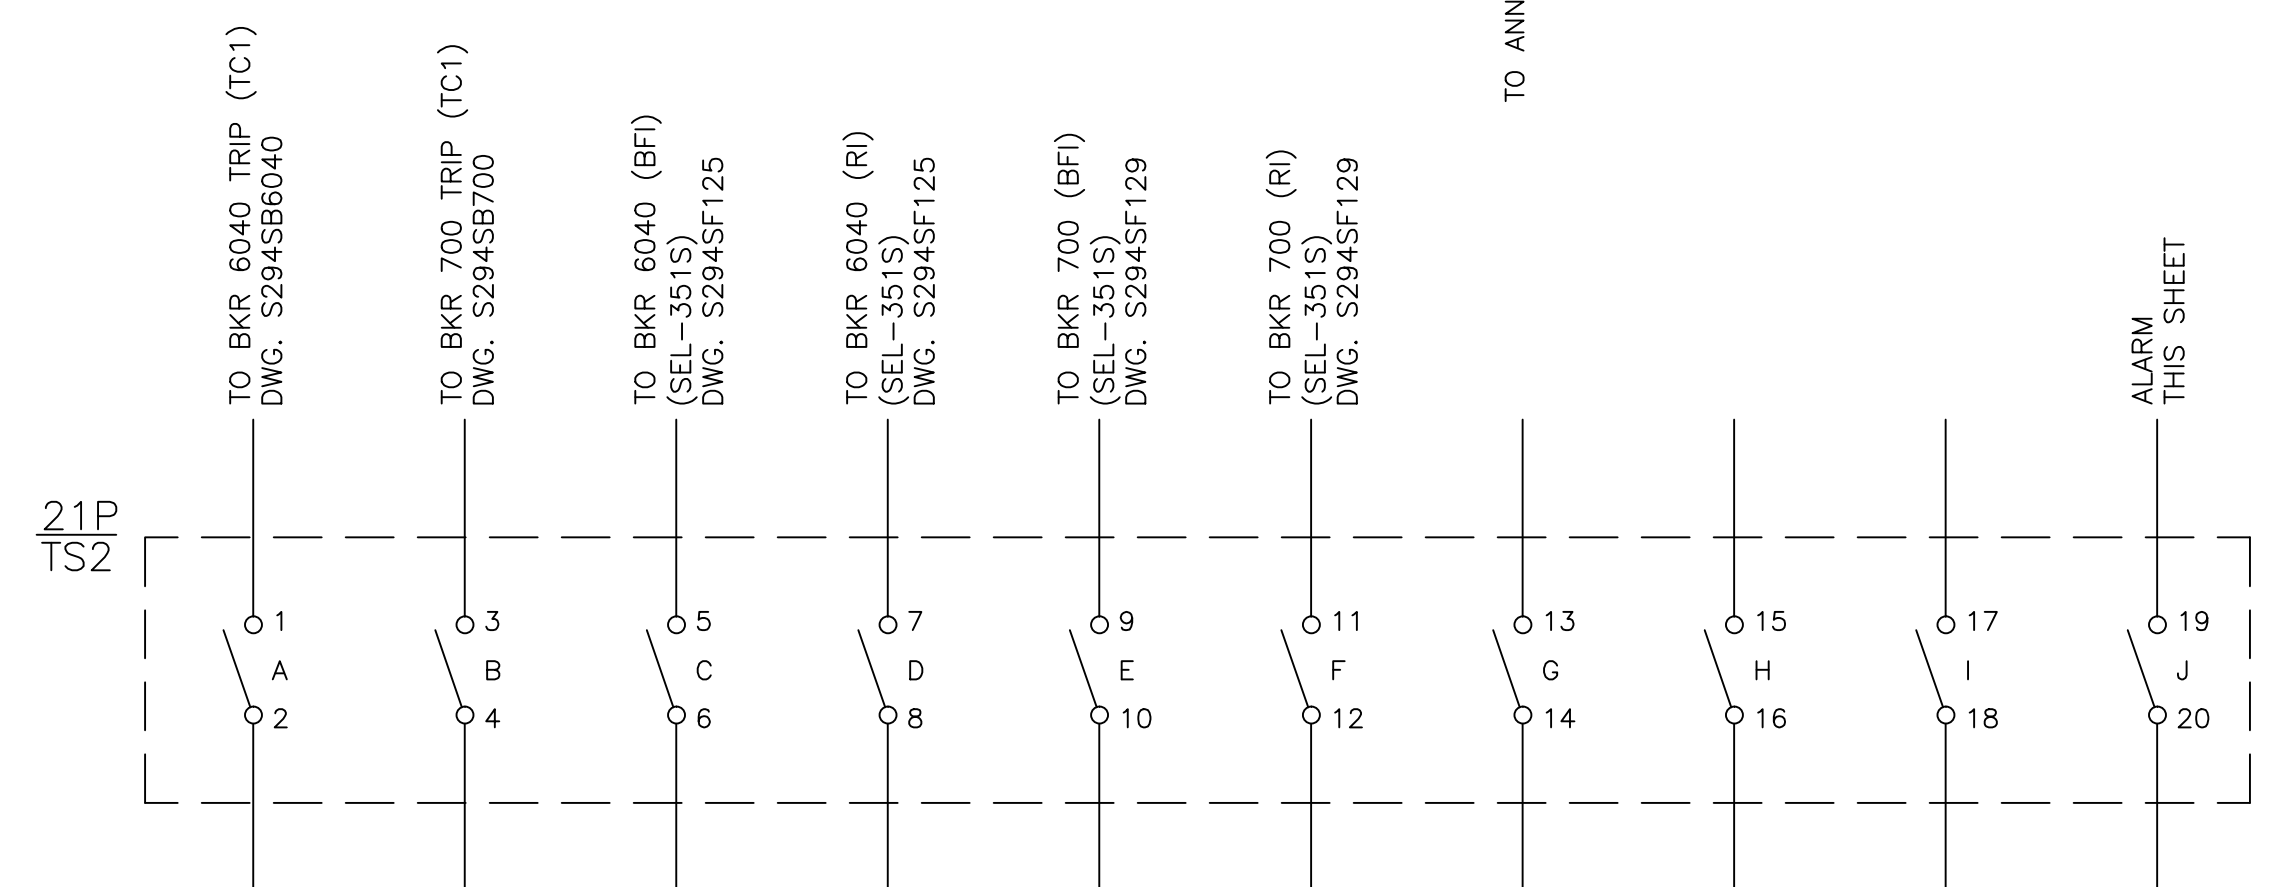 TO BKR 6040 TRIP (TC1)
DWG. S294SB6040
TO BKR 700 TRIP (TC1)
DWG. S294SB700
TO BKR 6040 (BFI)
(SEL-351S)
DWG. S294SF125
TO BKR 6040 (RI)
(SEL-351S)
DWG. S294SF125
TO BKR 700 (BFI)
(SEL-351S)
DWG. S294SF129
TO BKR 700 (RI)
(SEL-351S)
DWG. S294SF129
TO ANN
ALARM
THIS SHEET
21P
TS2
1 3 5 7 9 11 13 15 17 19
A B C D E F G H I J
2 4 6 8 10 12 14 16 18 20